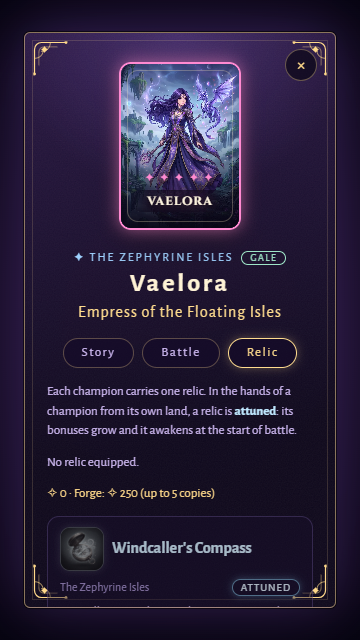 ×
VAELORA
✦ THE ZEPHYRINE ISLES GALE
Vaelora
Empress of the Floating Isles
Story Battle Relic
Each champion carries one relic. In the hands of a
champion from its own land, a relic is attuned: its
bonuses grow and it awakens at the start of battle.
No relic equipped.
✧ 0 · Forge: ✧ 250 (up to 5 copies)
Windcaller's Compass
The Zephyrine Isles ATTUNED